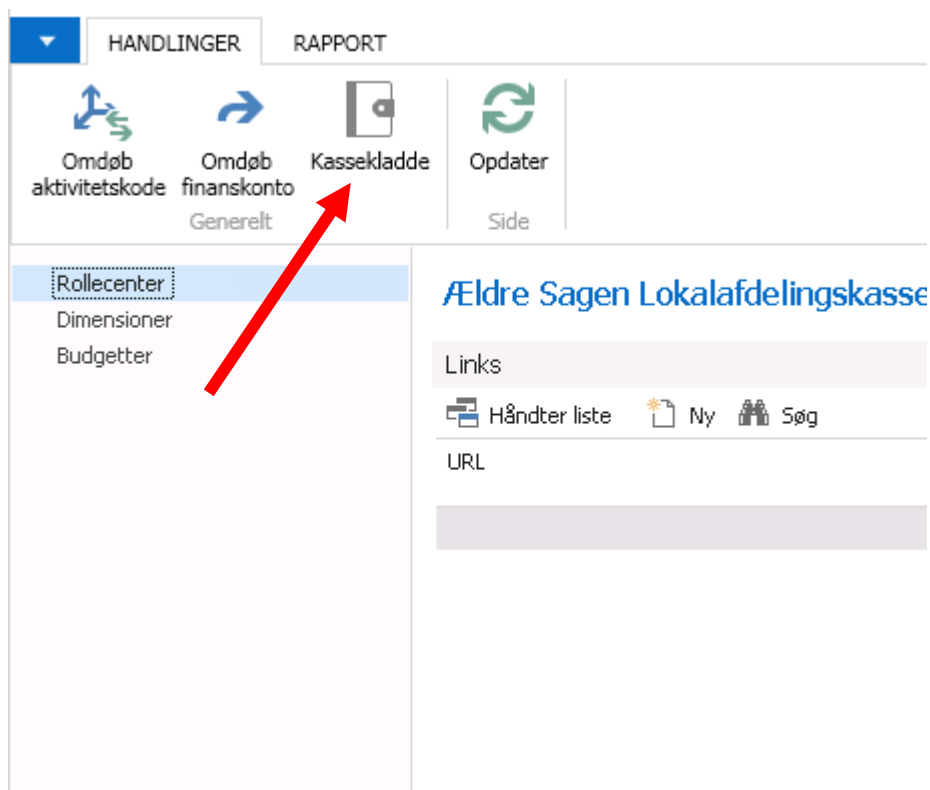 HANDLINGER RAPPORT
Omdøb aktivitetskode
Omdøb finanskonto
Kassekladde
Opdater
Generelt
Side
Rollecenter
Dimensioner
Budgetter
Ældre Sagen Lokalafdelingskasse
Links
Håndter liste Ny Søg
URL